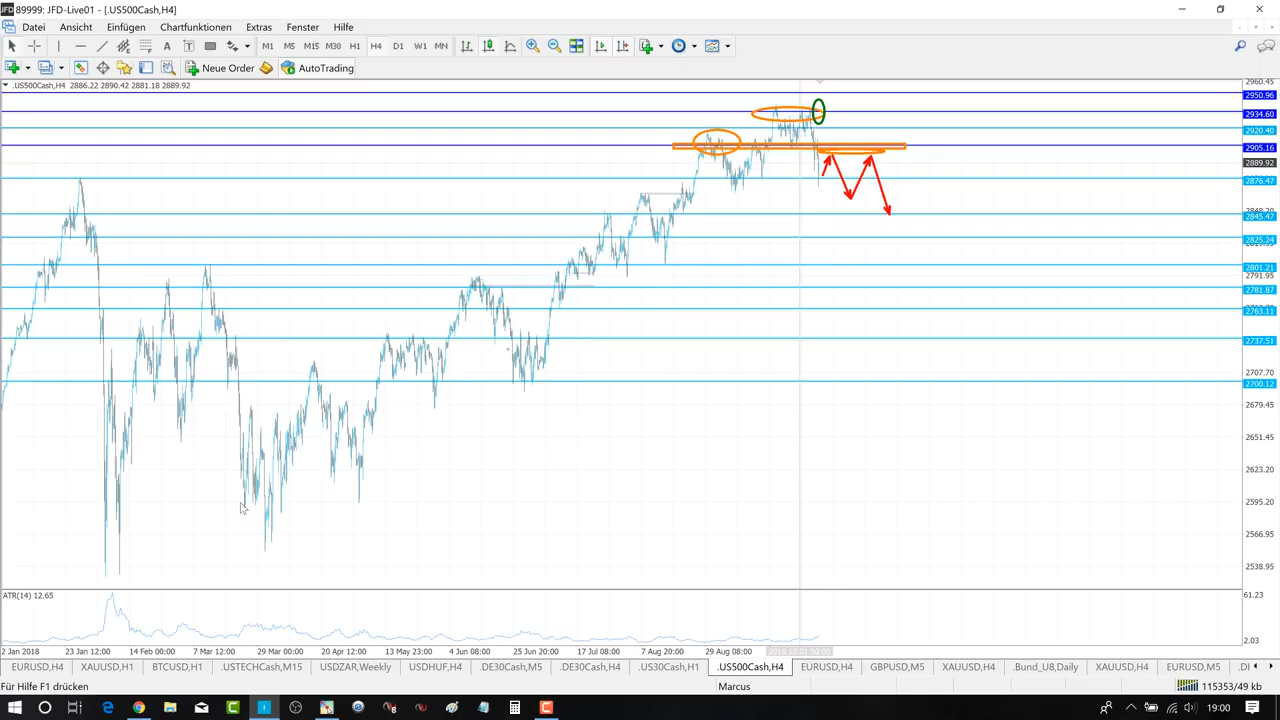 JFD 89999: JFD-Live01 - [.US500Cash,H4]
Datei Ansicht Einfügen Chartfunktionen Extras Fenster Hilfe
A T M1 M5 M15 M30 H1 H4 D1 W1 MN
Neue Order AutoTrading
.US500Cash,H4 2886.22 2890.42 2881.18 2889.92
2960.45
2950.96
2934.60
2920.40
2905.16
2889.92
2876.47
2848.20
2845.47
2825.24
2801.21
2791.95
2781.87
2763.11
2737.51
2707.70
2700.12
2679.45
2651.45
2623.20
2595.20
2566.95
2538.95
ATR(14) 12.65
61.23
2.03
2 Jan 2018 23 Jan 12:00 14 Feb 00:00 7 Mar 12:00 29 Mar 00:00 20 Apr 12:00 13 May 23:00 4 Jun 08:00 25 Jun 20:00 17 Jul 08:00 7 Aug 20:00 29 Aug 08:00 2018.10.01 00:00
EURUSD,H4 XAUUSD,H1 BTCUSD,H1 .USTECHCash,M15 USDZAR,Weekly USDHUF,H4 .DE30Cash,M5 .DE30Cash,H4 .US30Cash,H1 .US500Cash,H4 EURUSD,H4 GBPUSD,M5 XAUUSD,H4 .Bund_U8,Daily XAUUSD,H4 EURUSD,M5 .DI
Für Hilfe F1 drücken Marcus 115353/49 kb
19:00